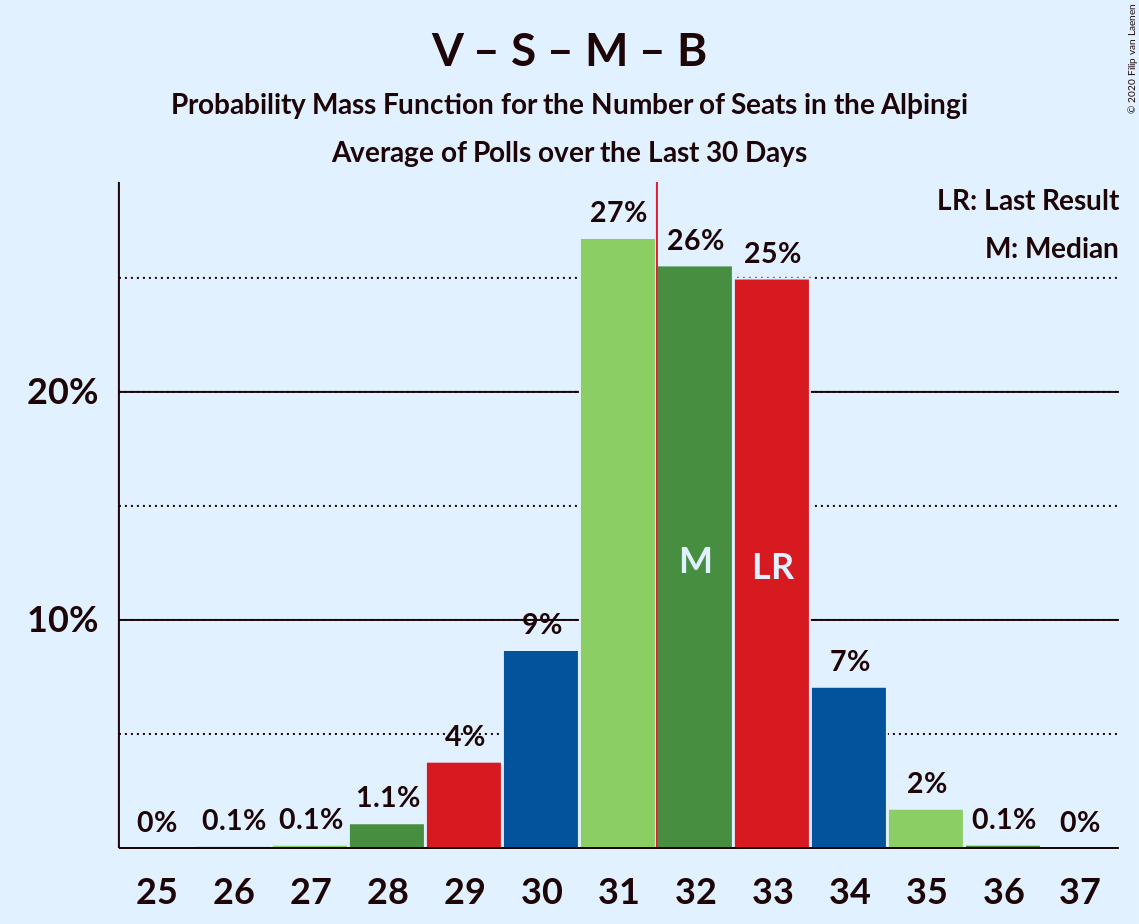 V – S – M – B
Probability Mass Function for the Number of Seats in the Alþingi
Average of Polls over the Last 30 Days
© 2020 Filip van Laenen
LR: Last Result
M: Median
20%
10%
0%
0.1%
0.1%
1.1%
4%
9%
27%
26%
25%
7%
2%
0.1%
0%
M
LR
25 26 27 28 29 30 31 32 33 34 35 36 37